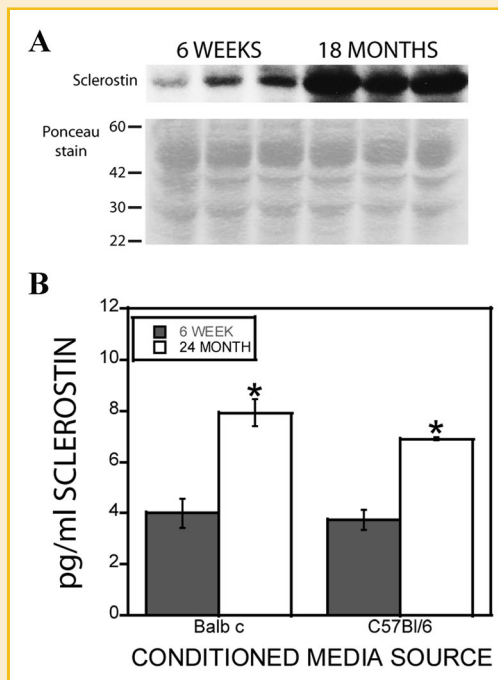 A
6 WEEKS 18 MONTHS
Sclerostin
Ponceau
stain
60
42
30
22
B
12
10
8
6
4
2
0
pg/ml SCLEROSTIN
6 WEEK
24 MONTH
*
*
Balb c C57Bl/6
CONDITIONED MEDIA SOURCE